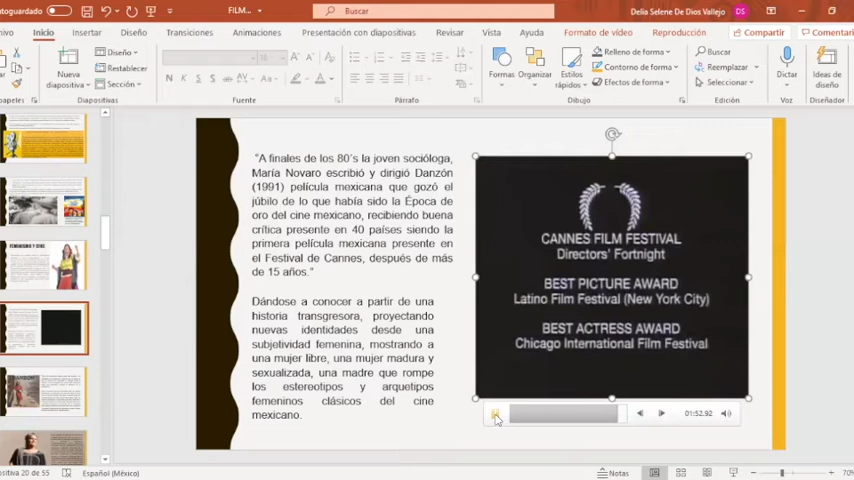 Autoguardado
FILM...
Buscar
Delia Selene De Dios Vallejo
DS
Inicio
Insertar
Diseño
Transiciones
Animaciones
Presentación con diapositivas
Revisar
Vista
Ayuda
Formato de vídeo
Reproducción
Compartir
Comentari
Nueva
diapositiva
Diseño
Restablecer
Sección
N
K
S
Formas
Organizar
Estilos
rápidos
Relleno de forma
Contorno de forma
Efectos de forma
Buscar
Reemplazar
Seleccionar
Dictar
Ideas de
diseño
Diapositivas
Fuente
Párrafo
Dibujo
Edición
Voz
Diseñador
FEMINISMO Y CINE
"A finales de los 80´s la joven socióloga,
María Novaro escribió y dirigió Danzón
(1991) película mexicana que gozó el
júbilo de lo que había sido la Época de
oro del cine mexicano, recibiendo buena
crítica presente en 40 países siendo la
primera película mexicana presente en
el Festival de Cannes, después de más
de 15 años."
Dándose a conocer a partir de una
historia transgresora, proyectando
nuevas identidades desde una
subjetividad femenina, mostrando a
una mujer libre, una mujer madura y
sexualizada, una madre que rompe
los estereotipos y arquetipos
femeninos clásicos del cine
mexicano.
CANNES FILM FESTIVAL
Directors' Fortnight
BEST PICTURE AWARD
Latino Film Festival (New York City)
BEST ACTRESS AWARD
Chicago International Film Festival
01:52.92
positiva 20 de 55
Español (México)
Notas
70%